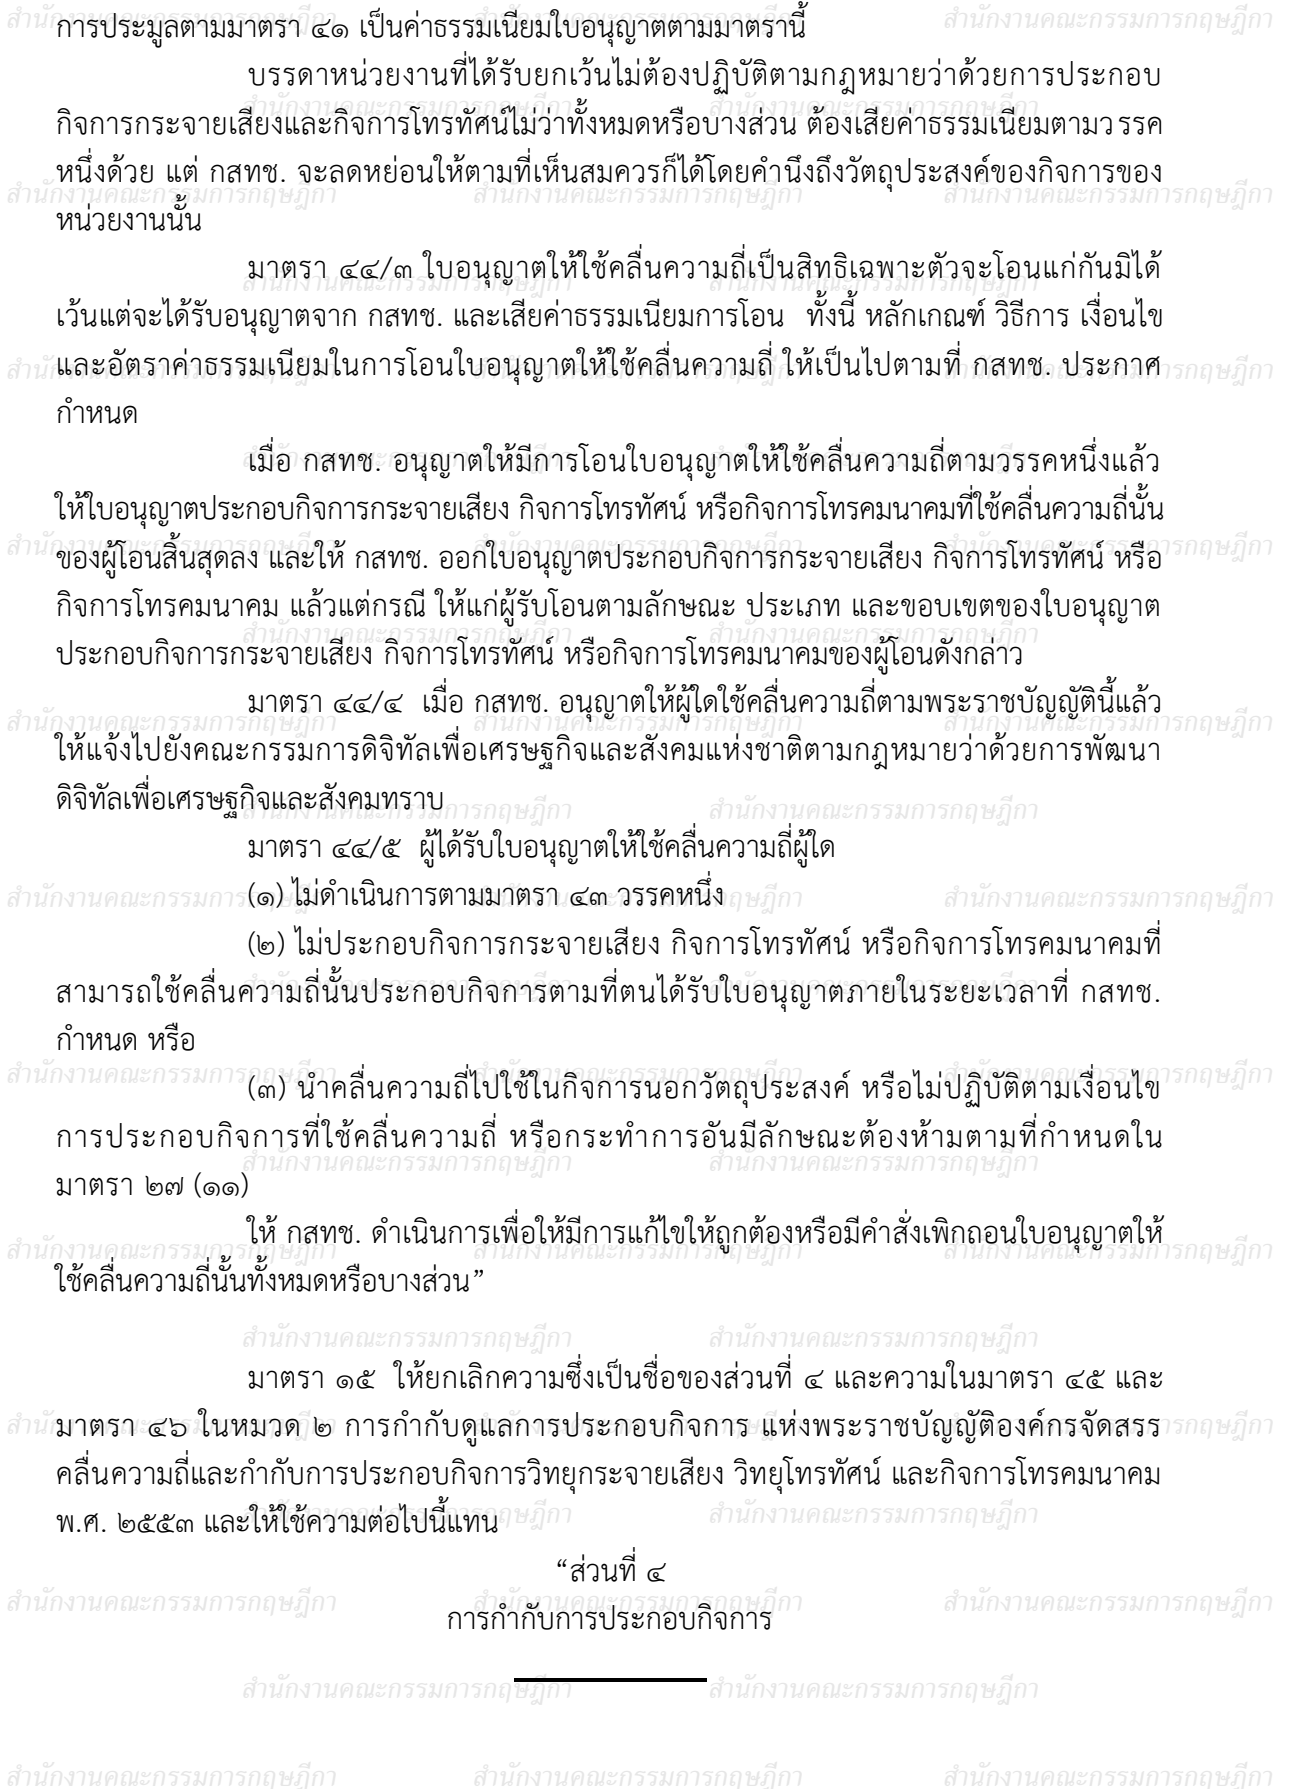 การประมูลตามมาตรา ๔๑ เป็นค่าธรรมเนียมใบอนุญาตตามมาตรานี้
บรรดาหน่วยงานที่ได้รับยกเว้นไม่ต้องปฏิบัติตามกฎหมายว่าด้วยการประกอบ
กิจการกระจายเสียงและกิจการโทรทัศน์ไม่ว่าทั้งหมดหรือบางส่วน ต้องเสียค่าธรรมเนียมตามวรรค
หนึ่งด้วย แต่ กสทช. จะลดหย่อนให้ตามที่เห็นสมควรก็ได้โดยคำนึงถึงวัตถุประสงค์ของกิจการของ
หน่วยงานนั้น
มาตรา ๔๔/๓ ใบอนุญาตให้ใช้คลื่นความถี่เป็นสิทธิเฉพาะตัวจะโอนแก่กันมิได้
เว้นแต่จะได้รับอนุญาตจาก กสทช. และเสียค่าธรรมเนียมการโอน ทั้งนี้ หลักเกณฑ์ วิธีการ เงื่อนไข
และอัตราค่าธรรมเนียมในการโอนใบอนุญาตให้ใช้คลื่นความถี่ ให้เป็นไปตามที่ กสทช. ประกาศ
กำหนด
เมื่อ กสทช. อนุญาตให้มีการโอนใบอนุญาตให้ใช้คลื่นความถี่ตามวรรคหนึ่งแล้ว
ให้ใบอนุญาตประกอบกิจการกระจายเสียง กิจการโทรทัศน์ หรือกิจการโทรคมนาคมที่ใช้คลื่นความถี่นั้น
ของผู้โอนสิ้นสุดลง และให้ กสทช. ออกใบอนุญาตประกอบกิจการกระจายเสียง กิจการโทรทัศน์ หรือ
กิจการโทรคมนาคม แล้วแต่กรณี ให้แก่ผู้รับโอนตามลักษณะ ประเภท และขอบเขตของใบอนุญาต
ประกอบกิจการกระจายเสียง กิจการโทรทัศน์ หรือกิจการโทรคมนาคมของผู้โอนดังกล่าว
มาตรา ๔๔/๔ เมื่อ กสทช. อนุญาตให้ผู้ใดใช้คลื่นความถี่ตามพระราชบัญญัตินี้แล้ว
ให้แจ้งไปยังคณะกรรมการดิจิทัลเพื่อเศรษฐกิจและสังคมแห่งชาติตามกฎหมายว่าด้วยการพัฒนา
ดิจิทัลเพื่อเศรษฐกิจและสังคมทราบ
มาตรา ๔๔/๕ ผู้ได้รับใบอนุญาตให้ใช้คลื่นความถี่ผู้ใด
(๑) ไม่ดำเนินการตามมาตรา ๔๓ วรรคหนึ่ง
(๒) ไม่ประกอบกิจการกระจายเสียง กิจการโทรทัศน์ หรือกิจการโทรคมนาคมที่
สามารถใช้คลื่นความถี่นั้นประกอบกิจการตามที่ตนได้รับใบอนุญาตภายในระยะเวลาที่ กสทช.
กำหนด หรือ
(๓) นำคลื่นความถี่ไปใช้ในกิจการนอกวัตถุประสงค์ หรือไม่ปฏิบัติตามเงื่อนไข
การประกอบกิจการที่ใช้คลื่นความถี่ หรือกระทำการอันมีลักษณะต้องห้ามตามที่กำหนดใน
มาตรา ๒๗ (๑๑)
ให้ กสทช. ดำเนินการเพื่อให้มีการแก้ไขให้ถูกต้องหรือมีคำสั่งเพิกถอนใบอนุญาตให้
ใช้คลื่นความถี่นั้นทั้งหมดหรือบางส่วน”
มาตรา ๑๕ ให้ยกเลิกความซึ่งเป็นชื่อของส่วนที่ ๔ และความในมาตรา ๔๕ และ
มาตรา ๔๖ ในหมวด ๒ การกำกับดูแลการประกอบกิจการ แห่งพระราชบัญญัติองค์กรจัดสรร
คลื่นความถี่และกำกับการประกอบกิจการวิทยุกระจายเสียง วิทยุโทรทัศน์ และกิจการโทรคมนาคม
พ.ศ. ๒๕๕๓ และให้ใช้ความต่อไปนี้แทน
“ส่วนที่ ๔
การกำกับการประกอบกิจการ